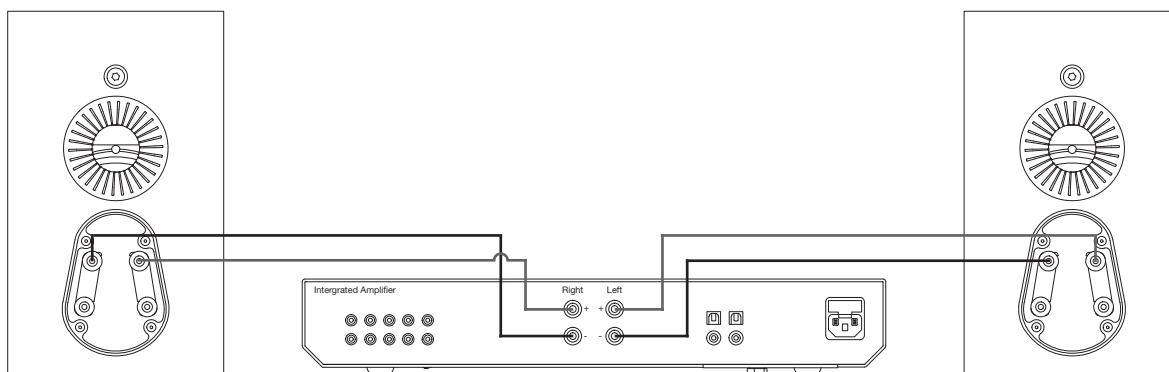 Intergrated Amplifier
Right Left
+ +
- -